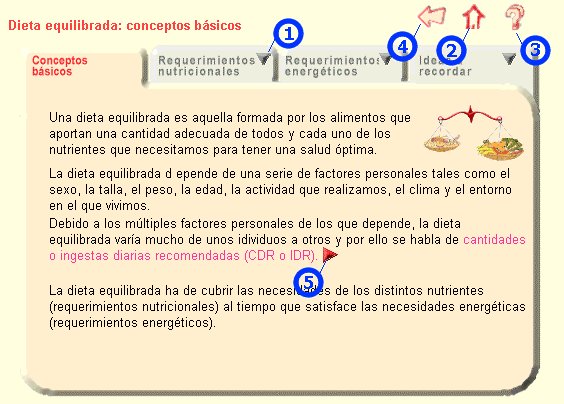 Dieta equilibrada: conceptos básicos
1
4
2
3
Conceptos
básicos
Requerimientos
nutricionales
Requerimientos
energéticos
Ideas
recordar
Una dieta equilibrada es aquella formada por los alimentos que
aportan una cantidad adecuada de todos y cada uno de los
nutrientes que necesitamos para tener una salud óptima.
La dieta equilibrada d epende de una serie de factores personales tales como el
sexo, la talla, el peso, la edad, la actividad que realizamos, el clima y el entorno
en el que vivimos.
Debido a los múltiples factores personales de los que depende, la dieta
equilibrada varía mucho de unos idividuos a otros y por ello se habla de cantidades
o ingestas diarias recomendadas (CDR o IDR).
5
La dieta equilibrada ha de cubrir las necesidades de los distintos nutrientes
(requerimientos nutricionales) al tiempo que satisface las necesidades energéticas
(requerimientos energéticos).